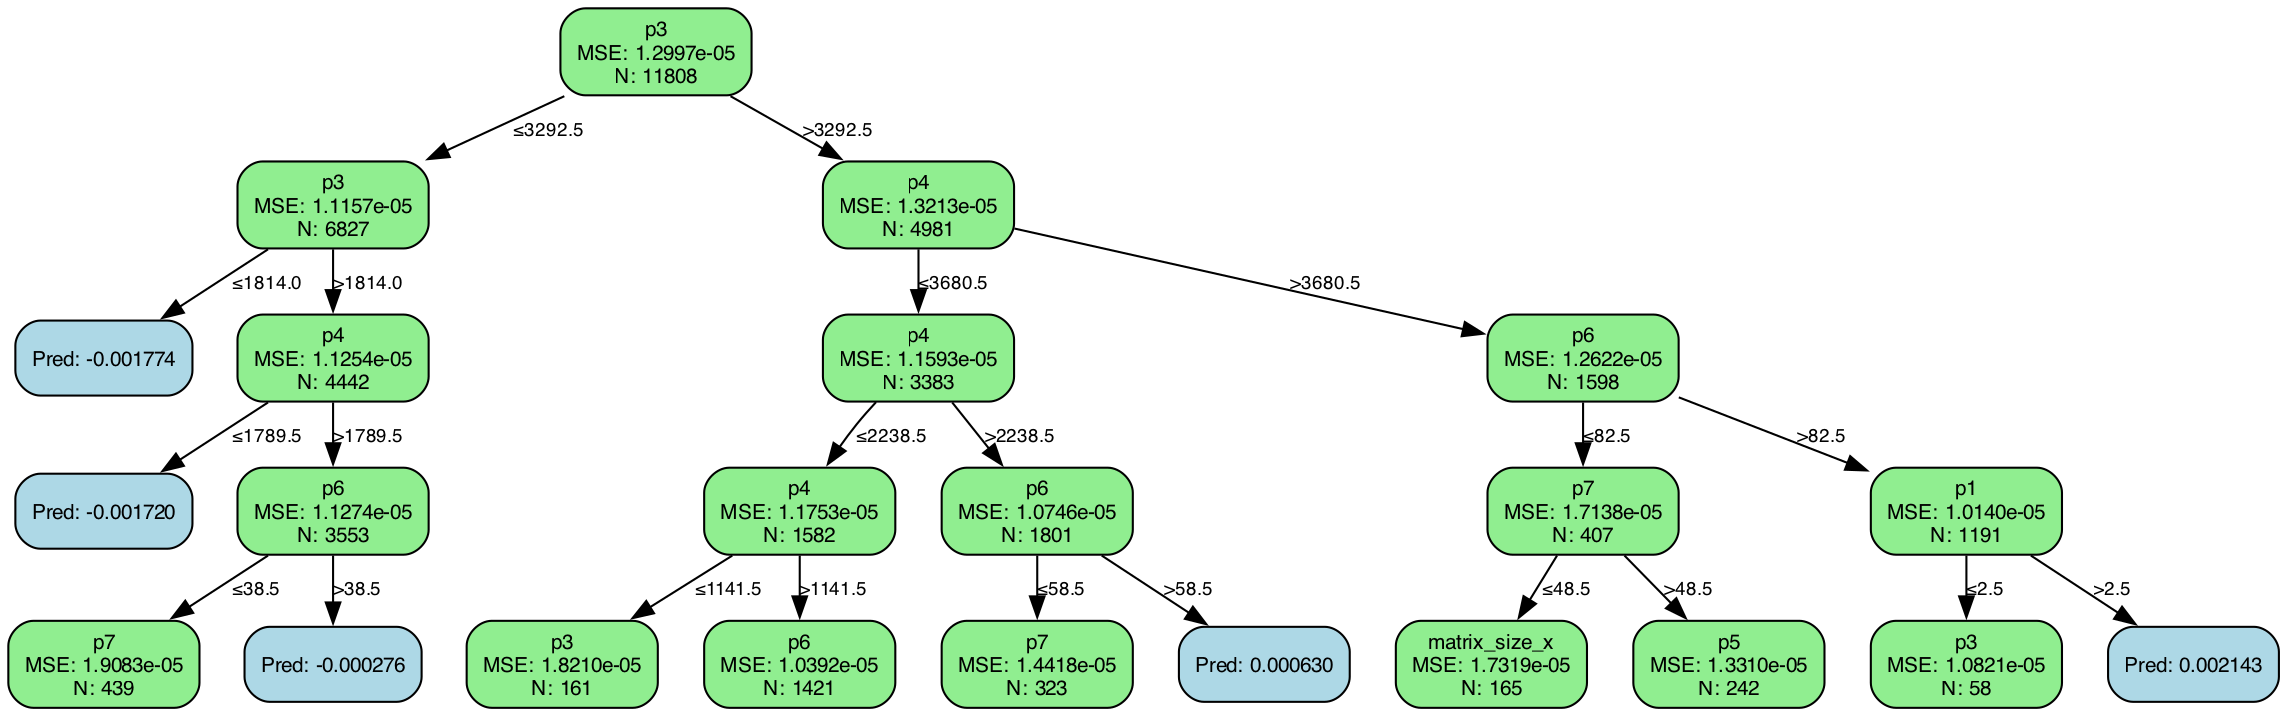 p3
MSE: 1.2997e-05
N: 11808
≤3292.5
>3292.5
p3
MSE: 1.1157e-05
N: 6827
p4
MSE: 1.3213e-05
N: 4981
≤1814.0
>1814.0
≤3680.5
>3680.5
Pred: -0.001774
p4
MSE: 1.1254e-05
N: 4442
p4
MSE: 1.1593e-05
N: 3383
p6
MSE: 1.2622e-05
N: 1598
≤1789.5
>1789.5
≤2238.5
>2238.5
≤82.5
>82.5
Pred: -0.001720
p6
MSE: 1.1274e-05
N: 3553
p4
MSE: 1.1753e-05
N: 1582
p6
MSE: 1.0746e-05
N: 1801
p7
MSE: 1.7138e-05
N: 407
p1
MSE: 1.0140e-05
N: 1191
≤38.5
>38.5
≤1141.5
>1141.5
≤58.5
>58.5
≤48.5
>48.5
≤2.5
>2.5
p7
MSE: 1.9083e-05
N: 439
Pred: -0.000276
p3
MSE: 1.8210e-05
N: 161
p6
MSE: 1.0392e-05
N: 1421
p7
MSE: 1.4418e-05
N: 323
Pred: 0.000630
matrix_size_x
MSE: 1.7319e-05
N: 165
p5
MSE: 1.3310e-05
N: 242
p3
MSE: 1.0821e-05
N: 58
Pred: 0.002143